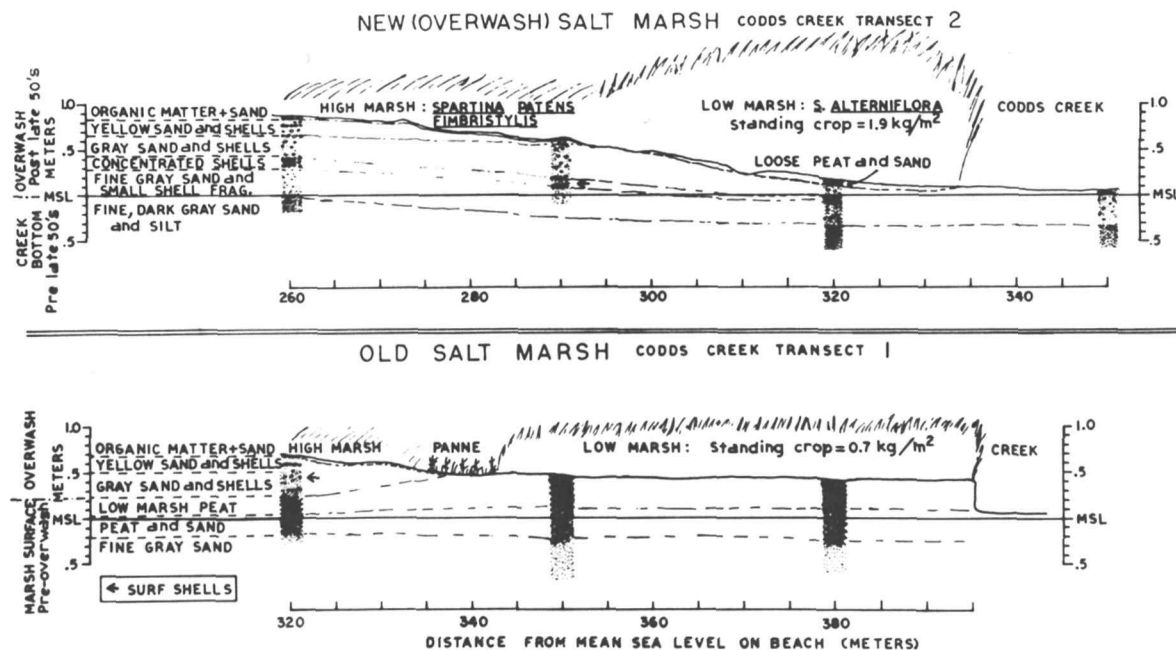 NEW (OVERWASH) SALT MARSH CODDS CREEK TRANSECT 2
CREEK BOTTOM Pre late 50's
OVERWASH Post late 50's
METERS
1.0
.5
MSL
.5
ORGANIC MATTER + SAND
YELLOW SAND and SHELLS
GRAY SAND and SHELLS
CONCENTRATED SHELLS
FINE GRAY SAND and
SMALL SHELL FRAG.
FINE, DARK GRAY SAND
and SILT
HIGH MARSH: SPARTINA PATENS
FIMBRISTYLIS
LOW MARSH: S. ALTERNIFLORA
Standing crop = 1.9 kg/m²
LOOSE PEAT and SAND
CODDS CREEK
1.0
.5
MSL
.5
260 280 300 320 340
OLD SALT MARSH CODDS CREEK TRANSECT 1
MARSH SURFACE Pre-overwash
OVERWASH
METERS
1.0
.5
MSL
.5
ORGANIC MATTER + SAND
YELLOW SAND and SHELLS
GRAY SAND and SHELLS
LOW MARSH PEAT
PEAT and SAND
FINE GRAY SAND
← SURF SHELLS
HIGH MARSH
PANNE
LOW MARSH: Standing crop = 0.7 kg/m²
CREEK
1.0
.5
MSL
.5
320 340 360 380
DISTANCE FROM MEAN SEA LEVEL ON BEACH (METERS)